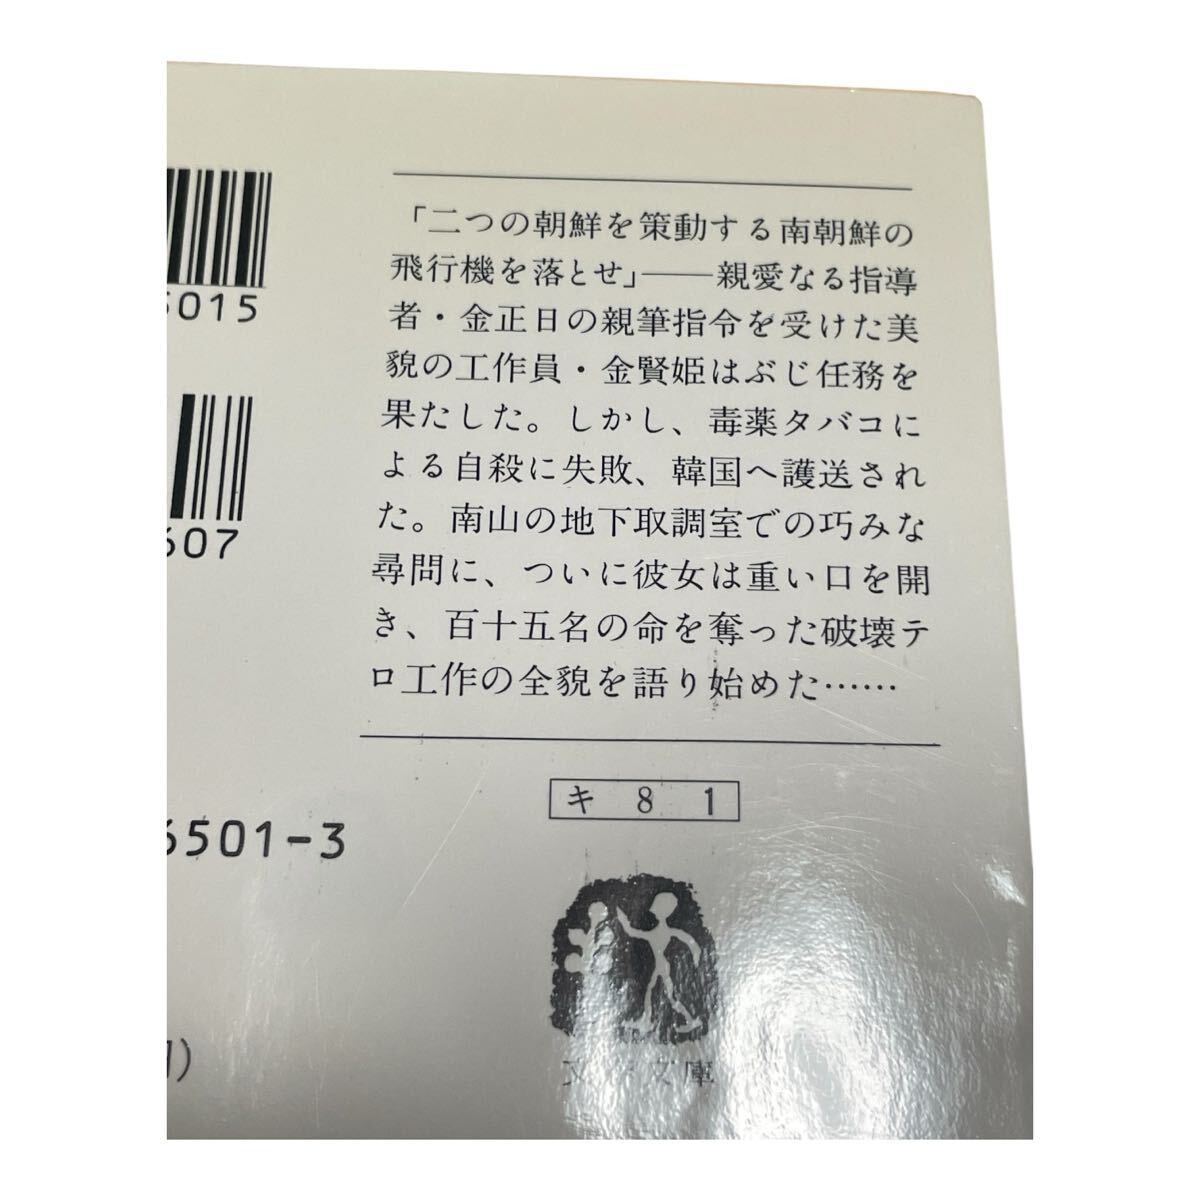 「二つの朝鮮を策動する南朝鮮の
飛行機を落とせ」――親愛なる指導
者・金正日の親筆指令を受けた美
貌の工作員・金賢姫はぶじ任務を
果たした。しかし、毒薬タバコに
よる自殺に失敗、韓国へ護送され
た。南山の地下取調室での巧みな
尋問に、ついに彼女は重い口を開
き、百十五名の命を奪った破壊テ
ロ工作の全貌を語り始めた……
5015
607
キ 8 1
6501-3
文春文庫